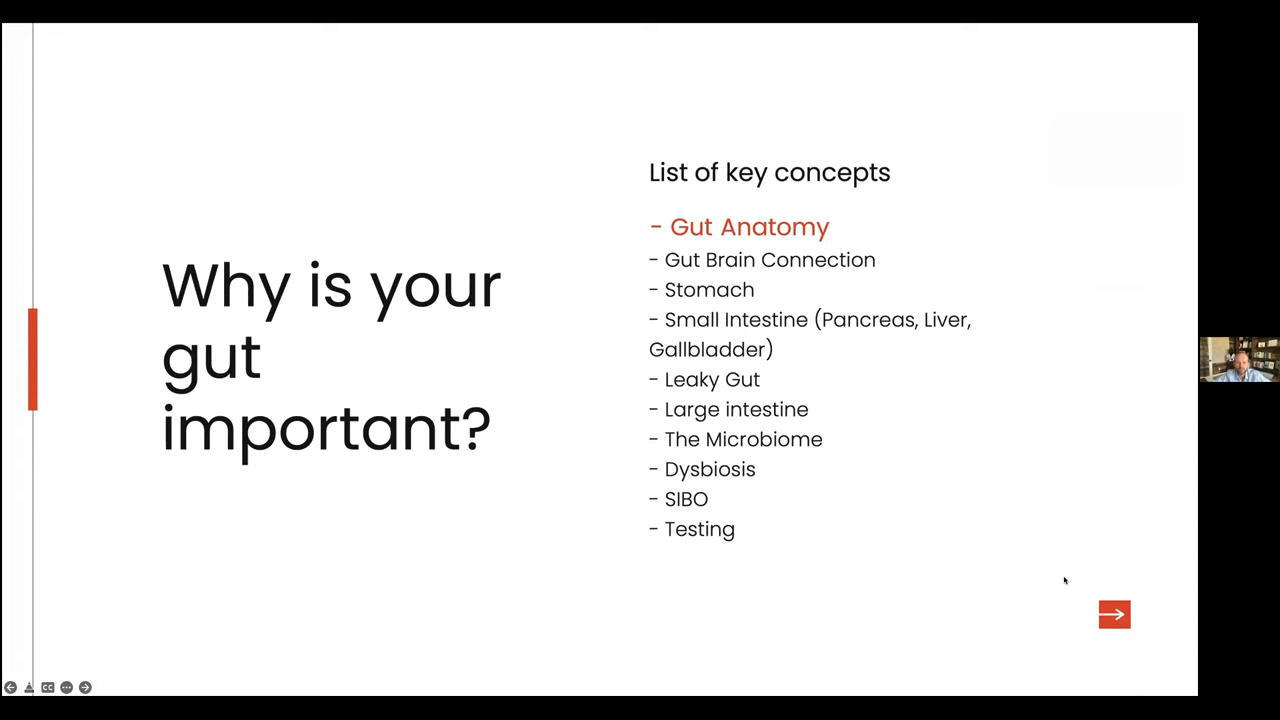 Why is your
gut
important?
List of key concepts
- Gut Anatomy
- Gut Brain Connection
- Stomach
- Small Intestine (Pancreas, Liver,
Gallbladder)
- Leaky Gut
- Large intestine
- The Microbiome
- Dysbiosis
- SIBO
- Testing
CC